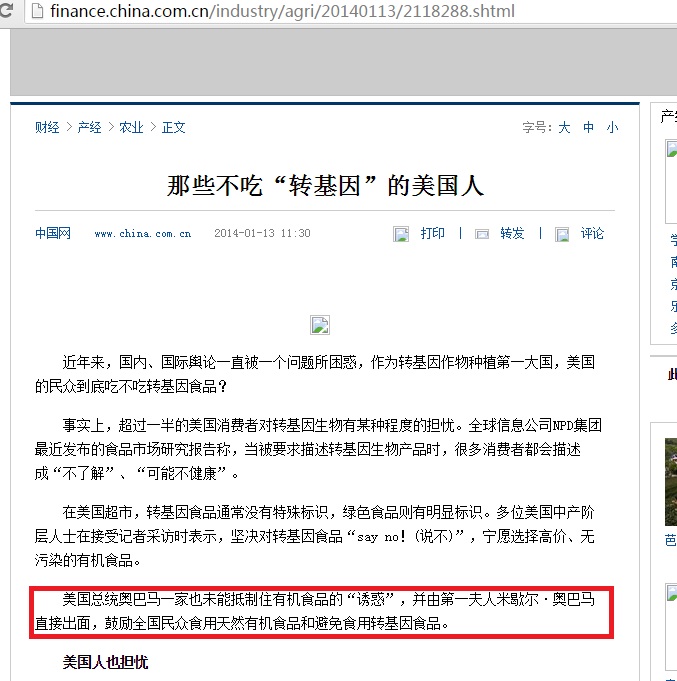 finance.china.com.cn/industry/agri/20140113/2118288.shtml
财经 > 产经 > 农业 > 正文
字号：大 中 小
那些不吃“转基因”的美国人
中国网 www.china.com.cn 2014-01-13 11:30 打印 | 转发 | 评论
近年来，国内、国际舆论一直被一个问题所困惑，作为转基因作物种植第一大国，美国
的民众到底吃不吃转基因食品？
事实上，超过一半的美国消费者对转基因生物有某种程度的担忧。全球信息公司NPD集团
最近发布的食品市场研究报告称，当被要求描述转基因生物产品时，很多消费者都会描述
成“不了解”、“可能不健康”。
在美国超市，转基因食品通常没有特殊标识，绿色食品则有明显标识。多位美国中产阶
层人士在接受记者采访时表示，坚决对转基因食品“say no！(说不)”，宁愿选择高价、无
污染的有机食品。
美国总统奥巴马一家也未能抵制住有机食品的“诱惑”，并由第一夫人米歇尔·奥巴马
直接出面，鼓励全国民众食用天然有机食品和避免食用转基因食品。
美国人也担忧